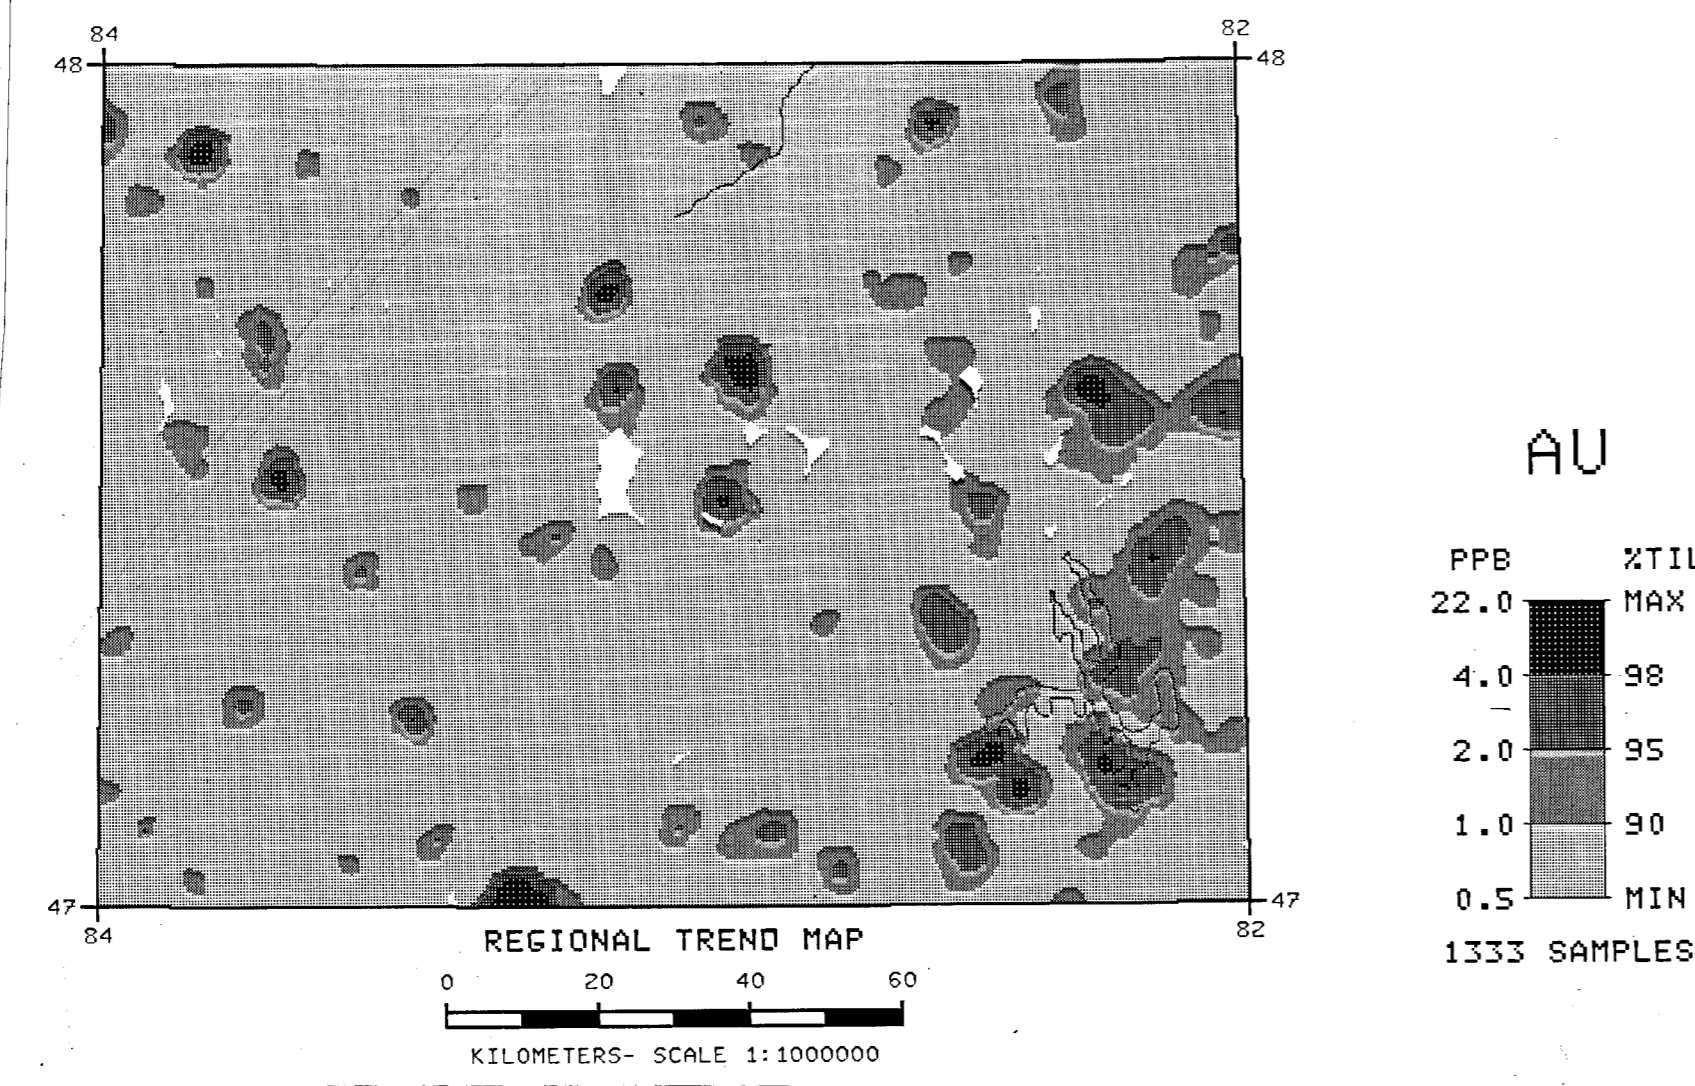 84
82
48
48
AU
PPB %TIL
22.0 MAX
4.0 98
2.0 95
1.0 90
0.5 MIN
1333 SAMPLES
47
47
84
82
REGIONAL TREND MAP
0 20 40 60
KILOMETERS- SCALE 1:1000000